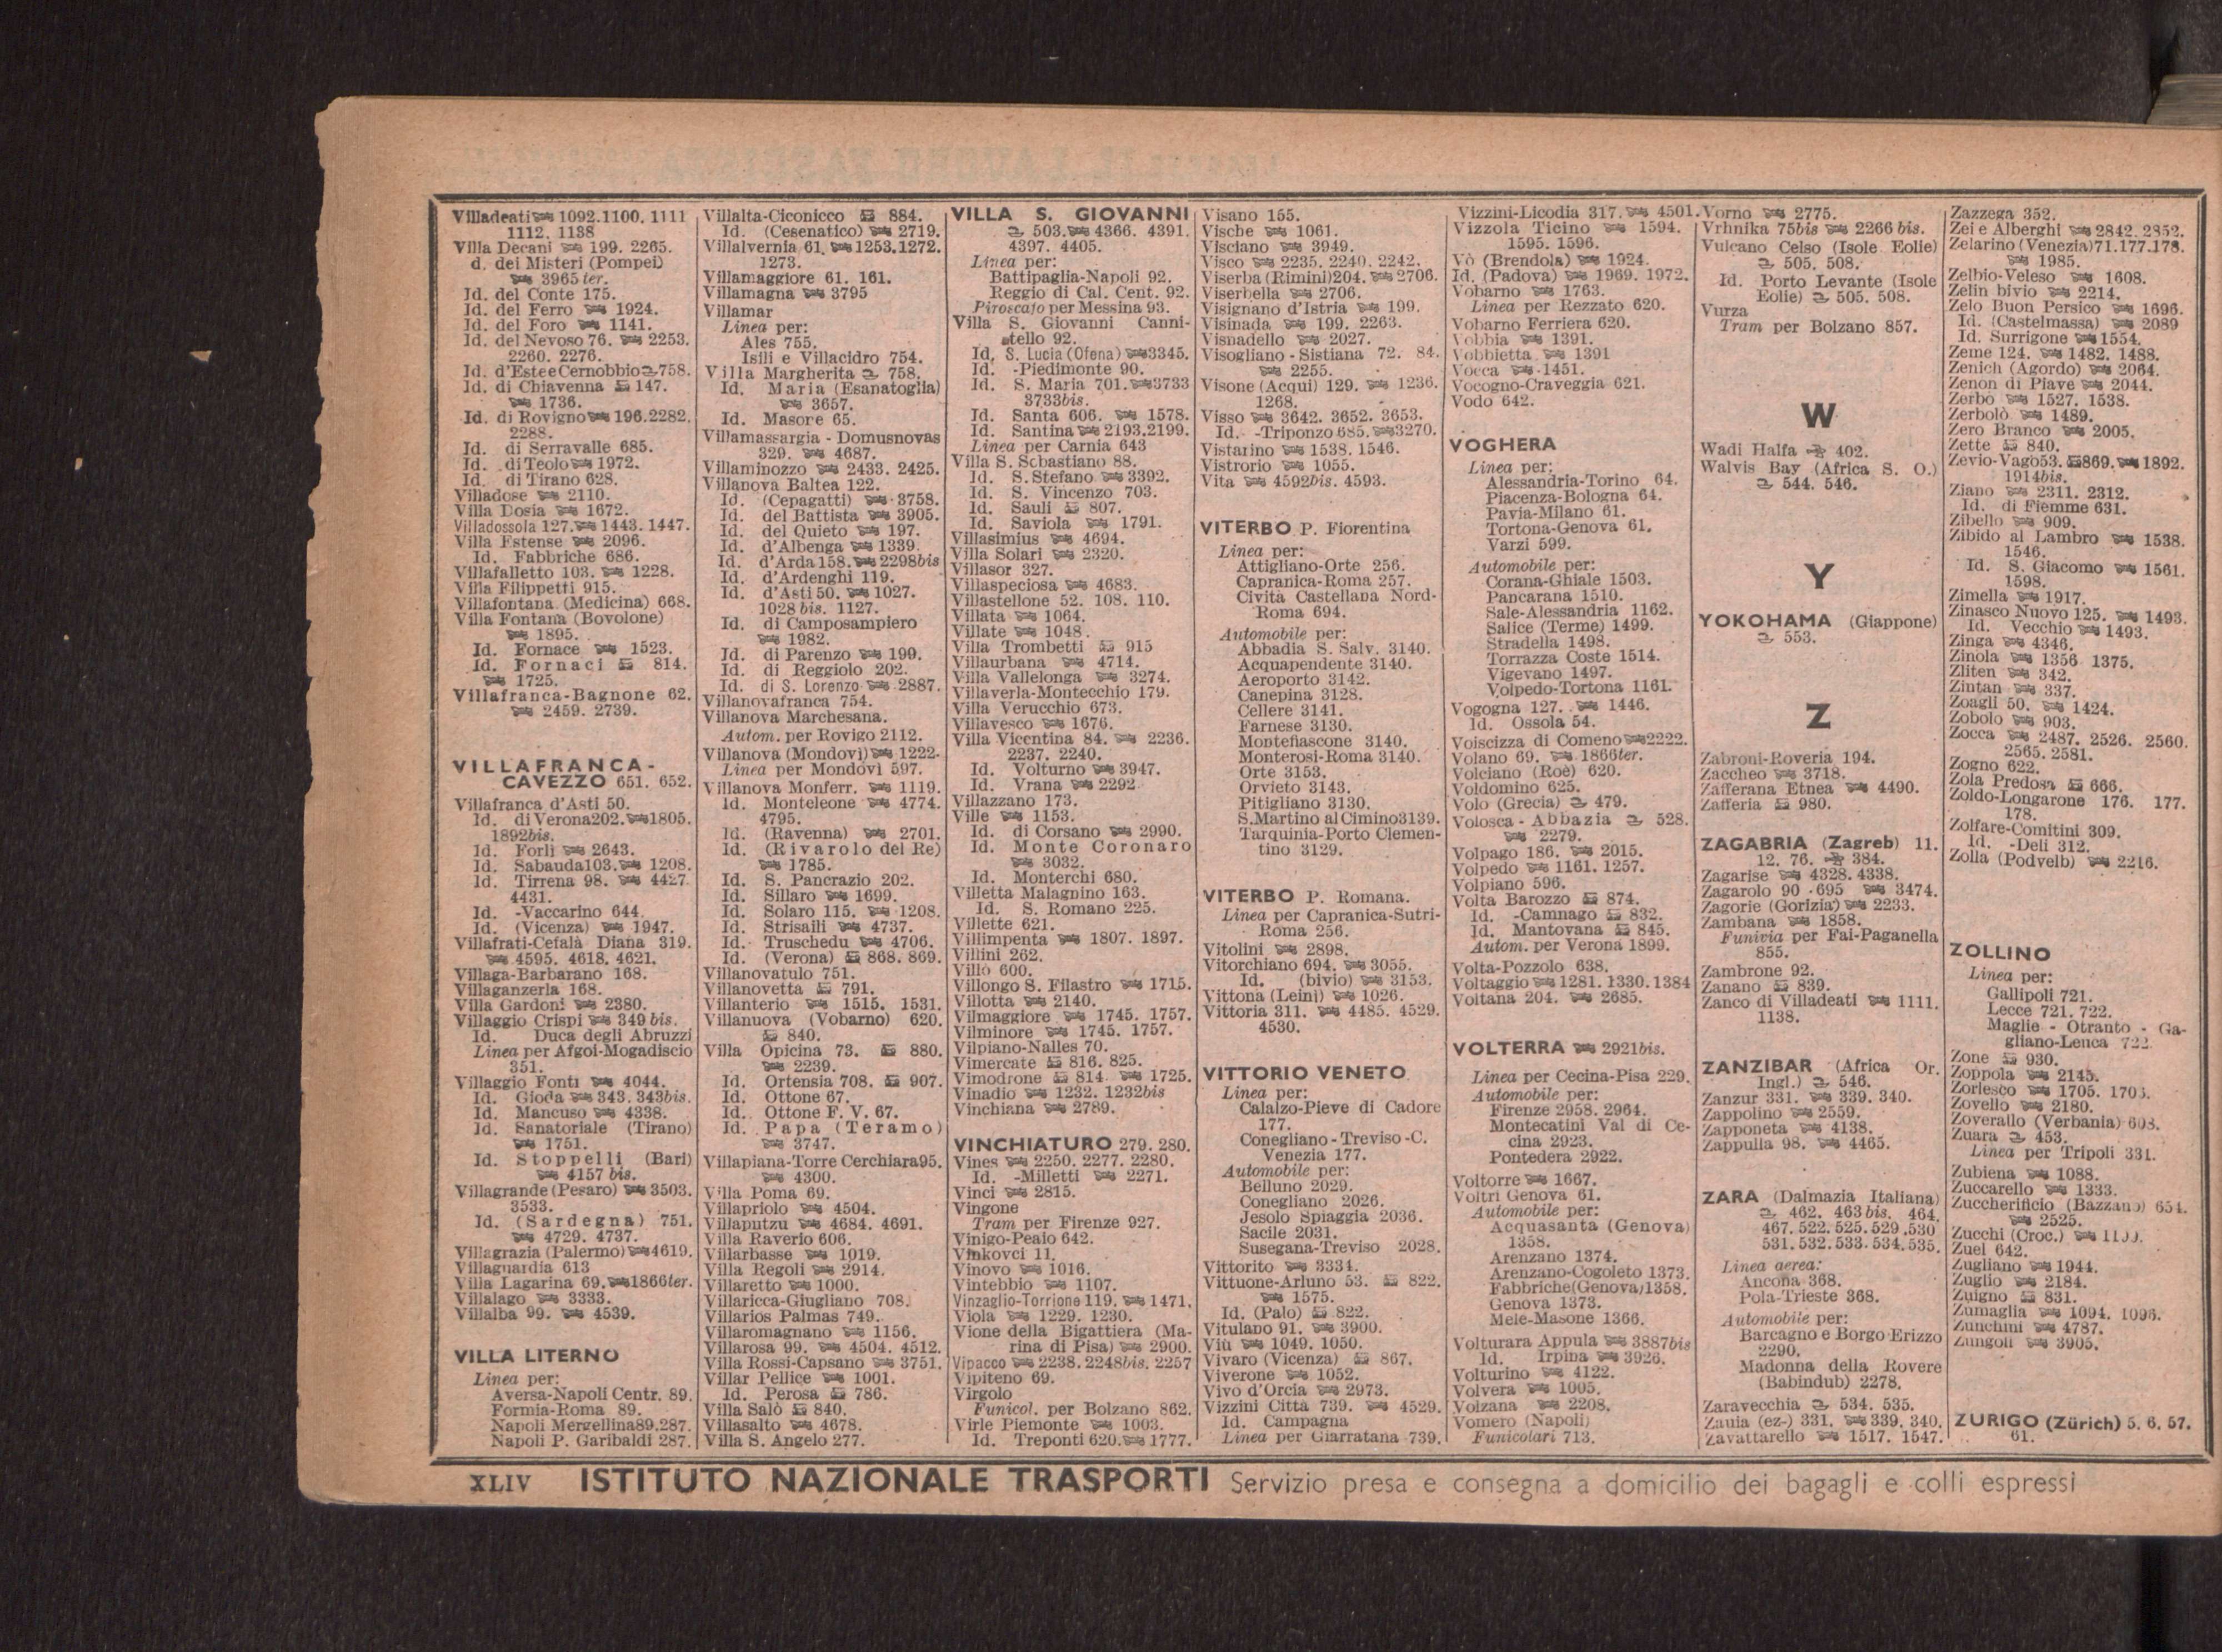 Villadeati 1092.1100. 1111
1112. 1138
Villa Decani 199. 2265.
d. dei Misteri (Pompei)
3965 ter.
Id. del Conte 175.
Id. del Ferro 1924.
Id. del Foro 1141.
Id. del Nevoso 76. 2253.
2260. 2276.
Id. d'Este e Cernobbio 758.
Id. di Chiavenna 147.
1736.
Id. di Rovigno 196.2282.
2288.
Id. di Serravalle 685.
Id. di Teolo 1972.
Id. di Tirano 628.
Villadose 2110.
Villa Dosia 1672.
Villadossola 127. 1443. 1447.
Villa Estense 2096.
Id. Fabbriche 686.
Villafalletto 103. 1228.
Villa Filippetti 915.
Villafontana (Medicina) 668.
Villa Fontana (Bovolone)
1895.
Id. Fornace 1523.
Id. Fornaci 814.
1725.
Villafranca-Bagnone 62.
2459. 2739.
VILLAFRANCA-
CAVEZZO 651. 652.
Villafranca d'Asti 50.
Id. di Verona 202. 1805.
1892bis.
Id. Forlì 2643.
Id. Sabauda 103. 1208.
Id. Tirrena 98. 4427.
4431.
Id. -Vaccarino 644.
Id. (Vicenza) 1947.
Villafrati-Cefalà Diana 319.
4595. 4618. 4621.
Villaga-Barbarano 168.
Villaganzerla 168.
Villa Gardoni 2380.
Villaggio Crispi 349 bis.
Id. Duca degli Abruzzi
Linea per Afgoi-Mogadiscio
351.
Villaggio Fonti 4044.
Id. Gioda 343. 343bis.
Id. Mancuso 4338.
Id. Sanatoriale (Tirano)
1751.
Id. Stoppelli (Bari)
4157 bis.
Villagrande (Pesaro) 3503.
3533.
Id. (Sardegna) 751.
4729. 4737.
Villagrazia (Palermo) 4619.
Villaguardia 613
Villa Lagarina 69. 1866ter.
Villalago 3333.
Villalba 99. 4539.
VILLA LITERNO
Linea per:
Aversa-Napoli Centr. 89.
Formia-Roma 89.
Napoli Mergellina 89.287.
Napoli P. Garibaldi 287.
Villalta-Ciconicco 884.
Id. (Cesenatico) 2719.
Villalvernia 61. 1253.1272.
1273.
Villamaggiore 61. 161.
Villamagna 3795
Villamar
Linea per:
Ales 755.
Isili e Villacidro 754.
Villa Margherita 758.
Id. Maria (Esanatoglia)
3657.
Id. Masore 65.
Villamassargia - Domusnovas
329. 4687.
Villaminozzo 2433. 2425.
Villanova Baltea 122.
Id. (Cepagatti) 3758.
Id. del Battista 3905.
Id. del Quieto 197.
Id. d'Albenga 1339.
Id. d'Arda 158. 2298bis
Id. d'Ardenghi 119.
Id. d'Asti 50. 1027.
1028 bis. 1127.
Id. di Camposampiero
1982.
Id. di Parenzo 199.
Id. di Reggiolo 202.
Id. di S. Lorenzo 2887.
Villanovafranca 754.
Villanova Marchesana.
Autom. per Rovigo 2112.
Villanova (Mondovì) 1222.
Linea per Mondovì 597.
Villanova Monferr. 1119.
Id. Monteleone 4774.
4795.
Id. (Ravenna) 2701.
Id. (Rivarolo del Re)
1785.
Id. S. Pancrazio 202.
Id. Sillaro 1699.
Id. Solaro 115. 1208.
Id. Strisaili 4737.
Id. Truschedu 4706.
Id. (Verona) 868. 869.
Villanovatulo 751.
Villanovetta 791.
Villanterio 1515. 1531.
Villanuova (Vobarno) 620.
840.
Villa Opicina 73. 880.
2239.
Id. Ortensia 708. 907.
Id. Ottone 67.
Id. Ottone F. V. 67.
Id. Papa (Teramo)
3747.
Villapiana-Torre Cerchiara 95.
4300.
Villa Poma 69.
Villapriolo 4504.
Villaputzu 4684. 4691.
Villa Raverio 606.
Villarbasse 1019.
Villa Regoli 2914.
Villaretto 1000.
Villaricca-Giugliano 708.
Villarios Palmas 749.
Villaromagnano 1156.
Villarosa 99. 4504. 4512.
Villa Rossi-Capsano 3751.
Villar Pellice 1001.
Id. Perosa 786.
Villa Salò 840.
Villasalto 4678.
Villa S. Angelo 277.
VILLA S. GIOVANNI
503. 4366. 4391.
4397. 4405.
Linea per:
Battipaglia-Napoli 92.
Reggio di Cal. Cent. 92.
Piroscafo per Messina 93.
Villa S. Giovanni Canni-
tello 92.
Id. S. Lucia (Ofena) 3345.
Id. -Piedimonte 90.
Id. S. Maria 701. 3733
3733bis.
Id. Santa 606. 1578.
Id. Santina 2193.2199.
Linea per Carnia 643
Villa S. Sebastiano 88.
Id. S. Stefano 3392.
Id. S. Vincenzo 703.
Id. Sauli 807.
Id. Saviola 1791.
Villasimius 4694.
Villa Solari 2320.
Villasor 327.
Villaspeciosa 4683.
Villastellone 52. 108. 110.
Villata 1064.
Villate 1048.
Villa Trombetti 915
Villaurbana 4714.
Villa Vallelonga 3274.
Villaverla-Montecchio 179.
Villa Verucchio 673.
Villavesco 1676.
Villa Vicentina 84. 2236.
2237. 2240.
Id. Volturno 3947.
Id. Vrana 2292
Villazzano 173.
Ville 1153.
Id. di Corsano 2990.
Id. Monte Coronaro
3032.
Id. Monterchi 680.
Villetta Malagnino 163.
Id. S. Romano 225.
Villette 621.
Villimpenta 1807. 1897.
Villini 262.
Villò 600.
Villongo S. Filastro 1715.
Villotta 2140.
Vilmaggiore 1745. 1757.
Vilminore 1745. 1757.
Vilpiano-Nalles 70.
Vimercate 816. 825.
Vimodrone 814. 1725.
Vinadio 1232. 1232bis
Vinchiana 2789.
VINCHIATURO 279. 280.
Vines 2250. 2277. 2280.
Id. -Milletti 2271.
Vinci 2815.
Vingone
Tram per Firenze 927.
Vinigo-Peaio 642.
Vinkovci 11.
Vinovo 1016.
Vintebbio 1107.
Vinzaglio-Torrione 119. 1471.
Viola 1229. 1230.
Vione della Bigattiera (Ma-
rina di Pisa) 2900.
Vipacco 2238. 2248bis. 2257
Vipiteno 69.
Virgolo
Funicol. per Bolzano 862.
Virle Piemonte 1003.
Id. Treponti 620. 1777.
Visano 155.
Vische 1061.
Visciano 3949.
Visco 2235. 2240. 2242.
Viserba (Rimini) 204. 2706.
Viserbella 2706.
Visignano d'Istria 199.
Visinada 199. 2263.
Visnadello 2027.
Visogliano - Sistiana 72. 84.
2255.
Visone (Acqui) 129. 1236.
1268.
Visso 3642. 3652. 3653.
Id. -Triponzo 685. 3270.
Vistarino 1538. 1546.
Vistrorio 1055.
Vita 4592bis. 4593.
VITERBO P. Fiorentina
Linea per:
Attigliano-Orte 256.
Capranica-Roma 257.
Civita Castellana Nord-
Roma 694.
Automobile per:
Abbadia S. Salv. 3140.
Acquapendente 3140.
Aeroporto 3142.
Canepina 3128.
Cellere 3141.
Farnese 3130.
Montefiascone 3140.
Monterosi-Roma 3140.
Orte 3153.
Orvieto 3143.
Pitigliano 3130.
S. Martino al Cimino 3139.
Tarquinia-Porto Clemen-
tino 3129.
VITERBO P. Romana.
Linea per Capranica-Sutri-
Roma 256.
Vitolini 2898.
Vitorchiano 694. 3055.
Id. (bivio) 3153.
Vittona (Leinì) 1026.
Vittoria 311. 4485. 4529.
4530.
VITTORIO VENETO
Linea per:
Calalzo-Pieve di Cadore
177.
Conegliano-Treviso-C.
Venezia 177.
Automobile per:
Belluno 2029.
Conegliano 2026.
Jesolo Spiaggia 2036.
Sacile 2031.
Susegana-Treviso 2028.
Vittorito 3334.
Vittuone-Arluno 53. 822.
1575.
Id. (Palo) 822.
Vitulano 91. 3900.
Viù 1049. 1050.
Vivaro (Vicenza) 867.
Viverone 1052.
Vivo d'Orcia 2973.
Vizzini Città 739. 4529.
Id. Campagna
Linea per Giarratana 739.
Vizzini-Licodia 317. 4501.
Vizzola Ticino 1594.
1595. 1596.
Vò (Brendola) 1924.
Id. (Padova) 1969. 1972.
Vobarno 1763.
Linea per Rezzato 620.
Vobarno Ferriera 620.
Vobbia 1391.
Vobbietta 1391
Vocca 1451.
Vocogno-Craveggia 621.
Vodo 642.
VOGHERA
Linea per:
Alessandria-Torino 64.
Piacenza-Bologna 64.
Pavia-Milano 61.
Tortona-Genova 61.
Varzi 599.
Automobile per:
Corana-Ghiale 1503.
Pancarana 1510.
Sale-Alessandria 1162.
Salice (Terme) 1499.
Stradella 1498.
Torrazza Coste 1514.
Vigevano 1497.
Volpedo-Tortona 1161.
Vogogna 127. 1446.
Id. Ossola 54.
Voiscizza di Comeno 2222.
Volano 69. 1866ter.
Volciano (Roè) 620.
Voldomino 625.
Volo (Grecia) 479.
Volosca - Abbazia 528.
2279.
Volpago 186. 2015.
Volpedo 1161. 1257.
Volpiano 596.
Volta Barozzo 874.
Id. -Camnago 832.
Id. Mantovana 845.
Autom. per Verona 1899.
Volta-Pozzolo 638.
Voltaggio 1281. 1330.1384
Voltana 204. 2685.
VOLTERRA 2921bis.
Linea per Cecina-Pisa 229.
Automobile per:
Firenze 2958. 2964.
Montecatini Val di Ce-
cina 2923.
Pontedera 2922.
Voltorre 1667.
Voltri Genova 61.
Automobile per:
Acquasanta (Genova)
1358.
Arenzano 1374.
Arenzano-Cogoleto 1373.
Fabbriche (Genova) 1358.
Genova 1373.
Mele-Masone 1366.
Volturara Appula 3887bis
Id. Irpina 3926.
Volturino 4122.
Volvera 1005.
Volzana 2208.
Vomero (Napoli)
Funicolari 713.
Vorno 2775.
Vrhnika 75bis 2266 bis.
Vulcano Celso (Isole Eolie)
505. 508.
Id. Porto Levante (Isole
Eolie) 505. 508.
Vurza
Tram per Bolzano 857.
W
Wadi Halfa 402.
Walvis Bay (Africa S. O.)
544. 546.
Y
YOKOHAMA (Giappone)
553.
Z
Zabroni-Roveria 194.
Zaccheo 3718.
Zafferana Etnea 4490.
Zafferia 980.
ZAGABRIA (Zagreb) 11.
12. 76. 384.
Zagarise 4328. 4338.
Zagarolo 90 . 695 3474.
Zagorie (Gorizia) 2233.
Zambana 1858.
Funivia per Fai-Paganella
855.
Zambrone 92.
Zanano 839.
Zanco di Villadeati 1111.
1138.
ZANZIBAR (Africa Or.
Ingl.) 546.
Zanzur 331. 339. 340.
Zappolino 2559.
Zapponeta 4138.
Zappulla 98. 4465.
ZARA (Dalmazia Italiana)
462. 463bis. 464.
467. 522. 525. 529 .530
531. 532. 533. 534. 535.
Linea aerea:
Ancona 368.
Pola-Trieste 368.
Automobile per:
Barcagno e Borgo Erizzo
2290.
Madonna della Rovere
(Babindub) 2278.
Zaravecchia 534. 535.
Zauia (ez-) 331. 339. 340.
Zavattarello 1517. 1547.
Zazzega 352.
Zei e Alberghi 2842. 2852.
Zelarino (Venezia) 71.177.178.
1985.
Zelbio-Veleso 1608.
Zelin bivio 2214.
Zelo Buon Persico 1696.
Id. (Castelmassa) 2089
Id. Surrigone 1554.
Zeme 124. 1482. 1488.
Zenich (Agordo) 2064.
Zenon di Piave 2044.
Zerbo 1527. 1538.
Zerbolò 1489.
Zero Branco 2005.
Zette 840.
Zevio-Vago 53. 869. 1892.
1914bis.
Ziano 2311. 2312.
Id. di Fiemme 631.
Zibello 909.
Zibido al Lambro 1538.
1546.
Id. S. Giacomo 1561.
1598.
Zimella 1917.
Zinasco Nuovo 125. 1493.
Id. Vecchio 1493.
Zinga 4346.
Zinola 1356 1375.
Zliten 342.
Zintan 337.
Zoagli 50. 1424.
Zobolo 903.
Zocca 2487. 2526. 2560.
2565. 2581.
Zogno 622.
Zola Predosa 666.
Zoldo-Longarone 176. 177.
178.
Zolfare-Comitini 309.
Id. -Deli 312.
Zolla (Podvelb) 2216.
ZOLLINO
Linea per:
Gallipoli 721.
Lecce 721. 722.
Maglie - Otranto - Ga-
gliano-Leuca 722.
Zone 930.
Zoppola 2145.
Zorlesco 1705.
Zovello 2180.
Zoverallo (Verbania) 603.
Zuara 453.
Linea per Tripoli 331.
Zubiena 1088.
Zuccarello 1333.
Zuccherificio (Bazzano) 654.
2525.
Zucchi (Croc.)
Zuel 642.
Zugliano 1944.
Zuglio 2184.
Zuigno 831.
Zumaglia 1094. 1096.
Zunchini 4787.
Zungoli 3905.
ZURIGO (Zürich) 5. 6. 57.
61.
XLIV ISTITUTO NAZIONALE TRASPORTI Servizio presa e consegna a domicilio dei bagagli e colli espressi